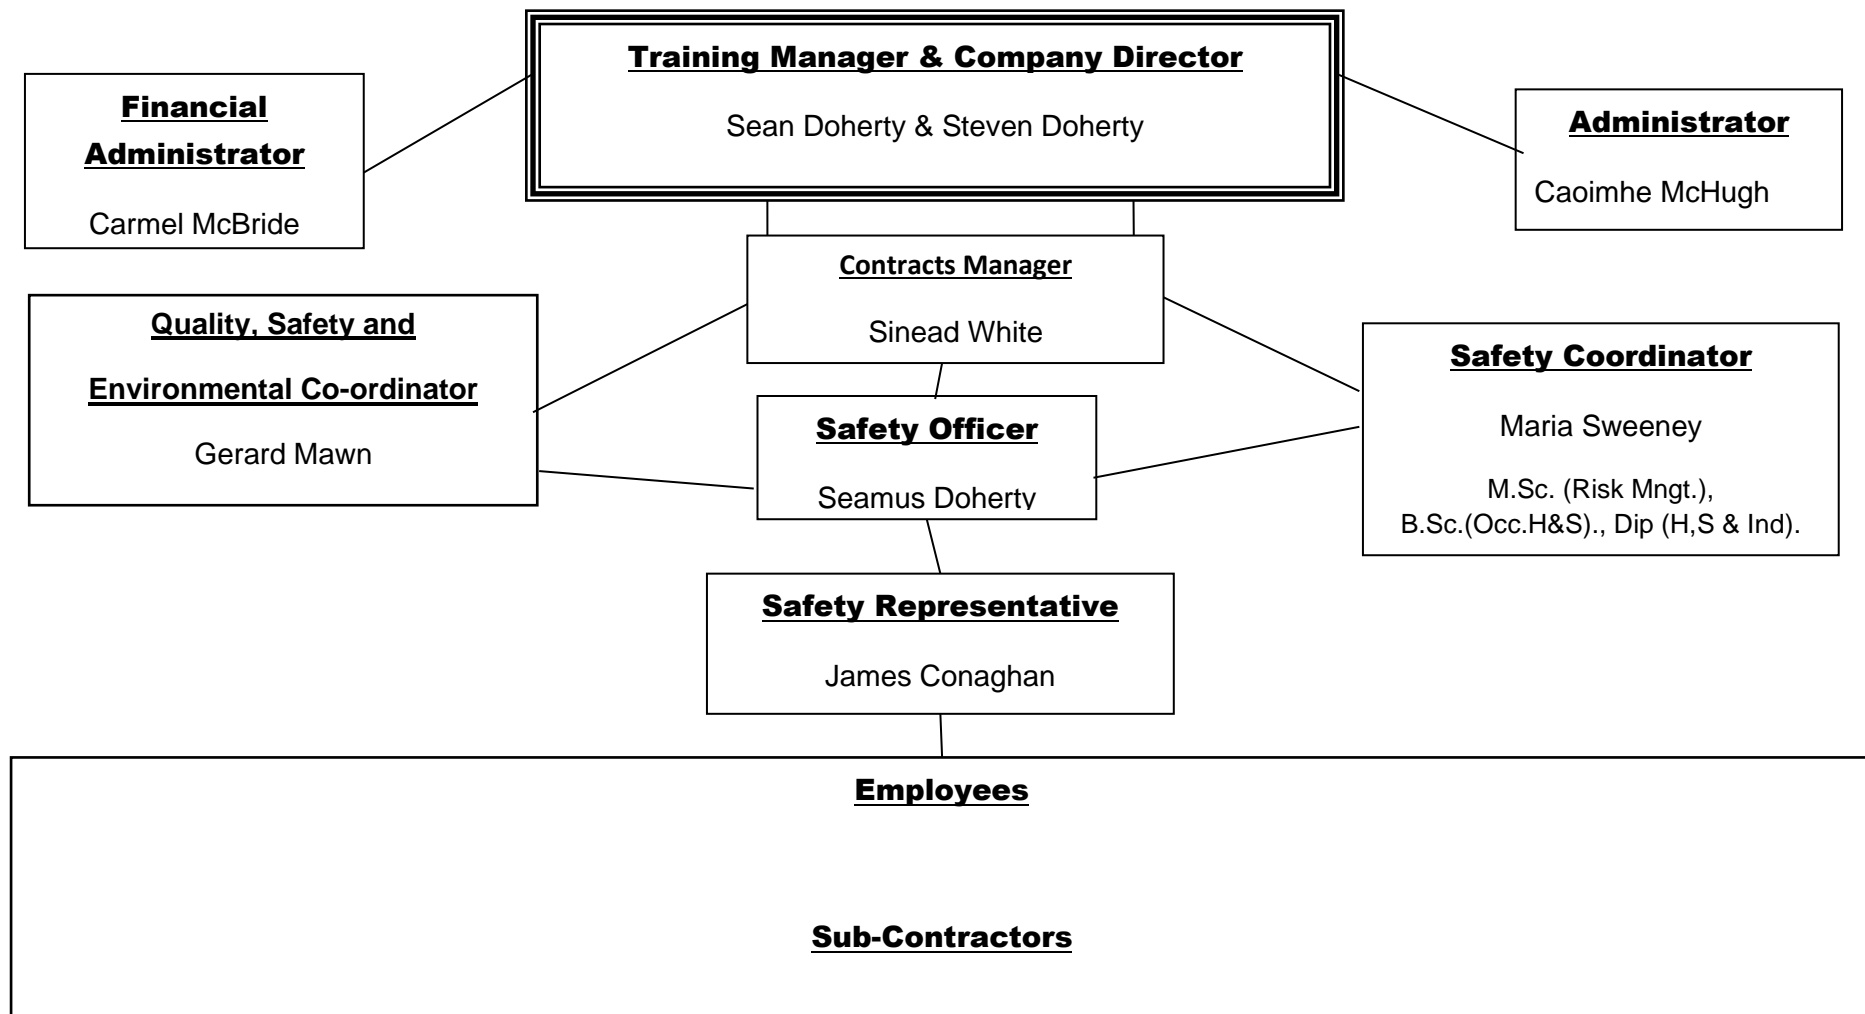 Training Manager & Company Director
Sean Doherty & Steven Doherty
Financial
Administrator
Carmel McBride
Administrator
Caoimhe McHugh
Contracts Manager
Sinead White
Quality, Safety and
Environmental Co-ordinator
Gerard Mawn
Safety Officer
Seamus Doherty
Safety Coordinator
Maria Sweeney
M.Sc. (Risk Mngt.),
B.Sc.(Occ.H&S)., Dip (H,S & Ind).
Safety Representative
James Conaghan
Employees
Sub-Contractors